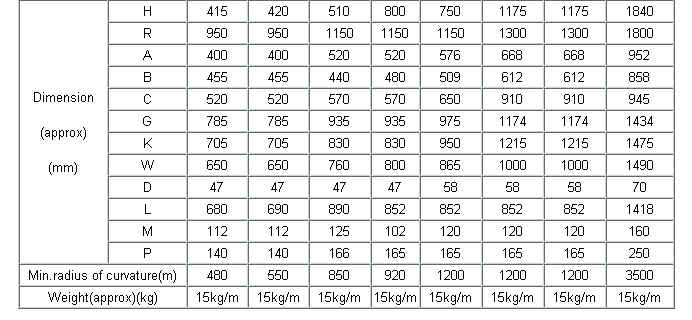 H 415 420 510 800 750 1175 1175 1840
R 950 950 1150 1150 1150 1300 1300 1800
A 400 400 520 520 576 668 668 952
B 455 455 440 480 509 612 612 858
Dimension C 520 520 570 570 650 910 910 945
G 785 785 935 935 975 1174 1174 1434
(approx) K 705 705 830 830 950 1215 1215 1475
(mm) W 650 650 760 800 865 1000 1000 1490
D 47 47 47 47 58 58 58 70
L 680 690 890 852 852 852 852 1418
M 112 112 125 102 120 120 120 160
P 140 140 166 165 165 165 165 250
Min.radius of curvature(m) 480 550 850 920 1200 1200 1200 3500
Weight(approx)(kg) 15kg/m 15kg/m 15kg/m 15kg/m 15kg/m 15kg/m 15kg/m 15kg/m